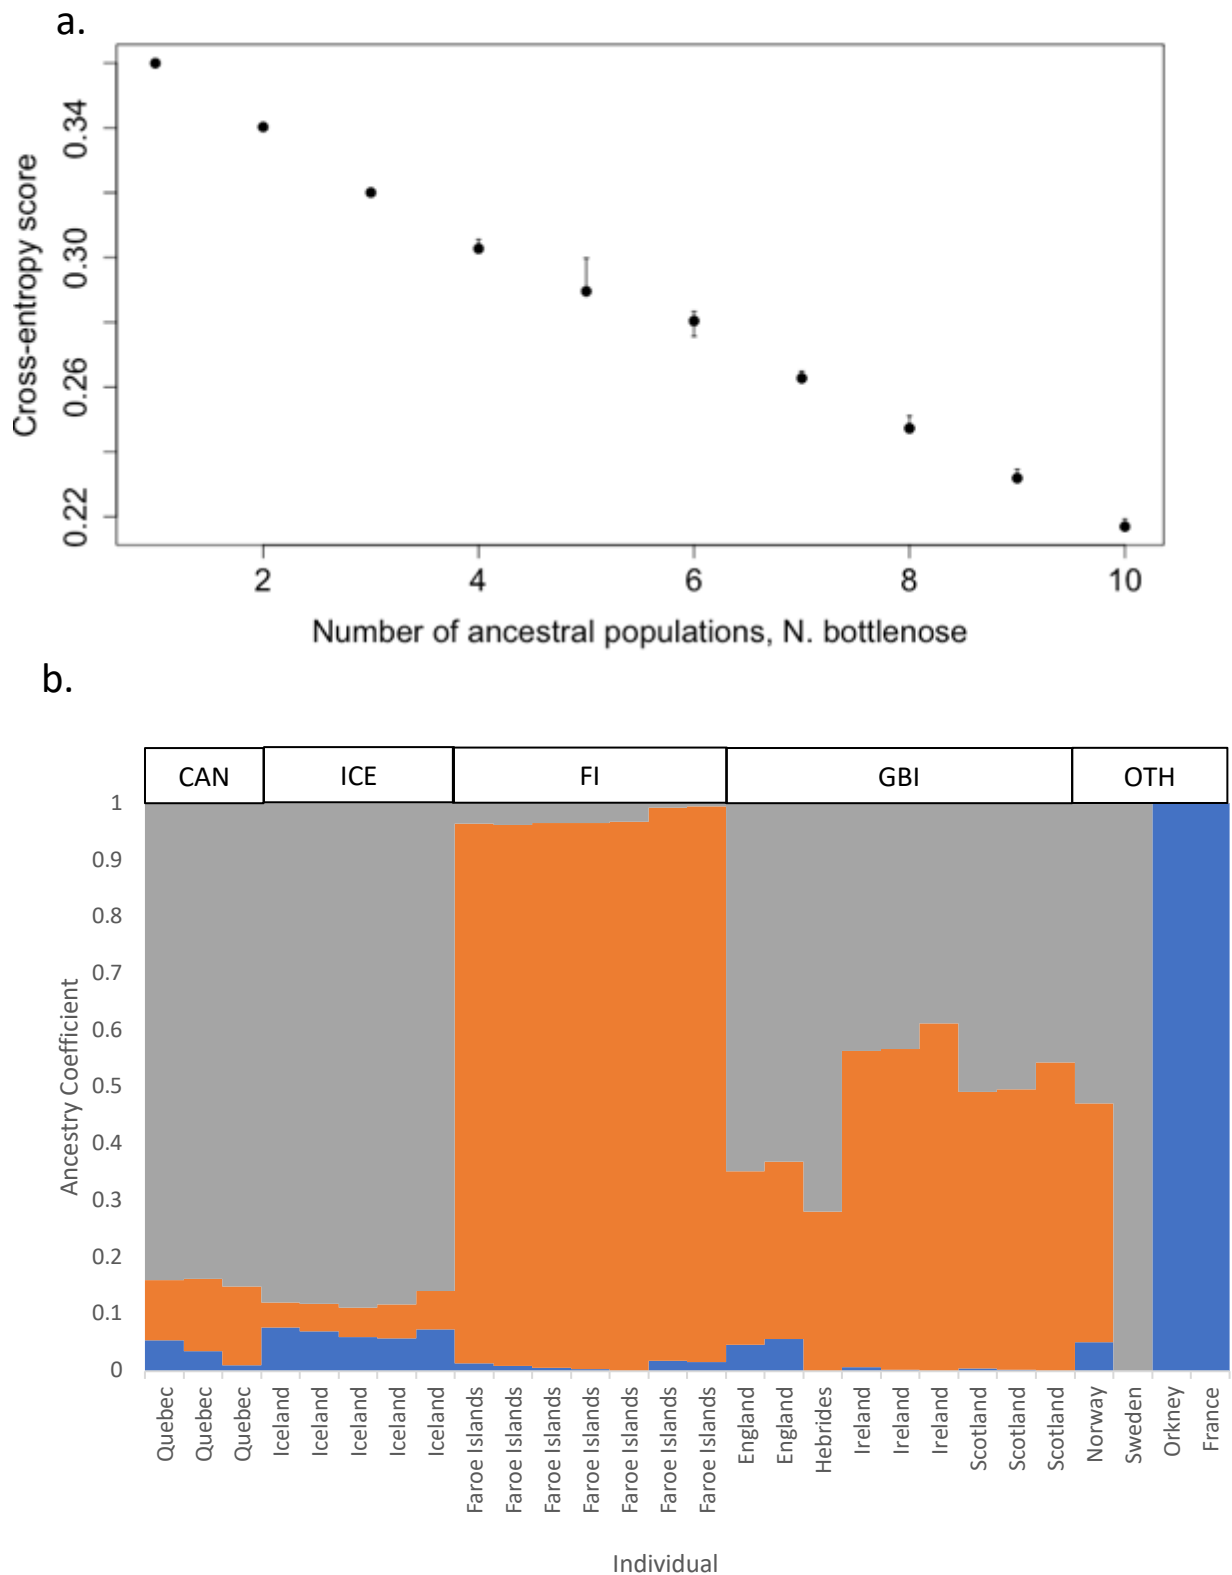 a.
Cross-entropy score
0.34
0.30
0.26
0.22
2 4 6 8 10
Number of ancestral populations, N. bottlenose
b.
CAN ICE FI GBI OTH
Ancestry Coefficient
1
0.9
0.8
0.7
0.6
0.5
0.4
0.3
0.2
0.1
0
Quebec
Quebec
Quebec
Iceland
Iceland
Iceland
Iceland
Iceland
Faroe Islands
Faroe Islands
Faroe Islands
Faroe Islands
Faroe Islands
Faroe Islands
Faroe Islands
England
England
Hebrides
Ireland
Ireland
Ireland
Scotland
Scotland
Scotland
Norway
Sweden
Orkney
France
Individual